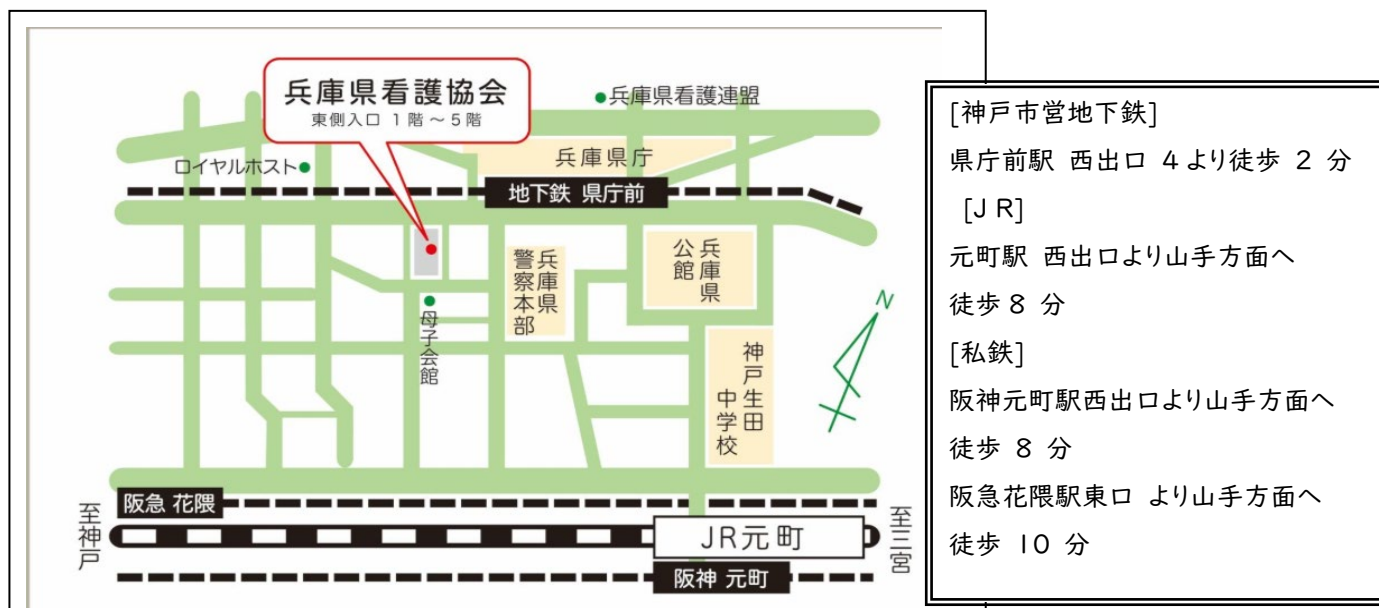 兵庫県看護協会
東側入口 1階～5階
●兵庫県看護連盟
兵庫県庁
ロイヤルホスト●
地下鉄 県庁前
兵庫県
警察本部
兵庫県
公館
母子会館
神戸生田
中学校
N
阪急 花隈
至神戸
JR元町
至三宮
阪神 元町
[神戸市営地下鉄]
県庁前駅 西出口 4より徒歩 2 分
[JR]
元町駅 西出口より山手方面へ
徒歩8 分
[私鉄]
阪神元町駅西出口より山手方面へ
徒歩 8 分
阪急花隈駅東口 より山手方面へ
徒歩 10 分